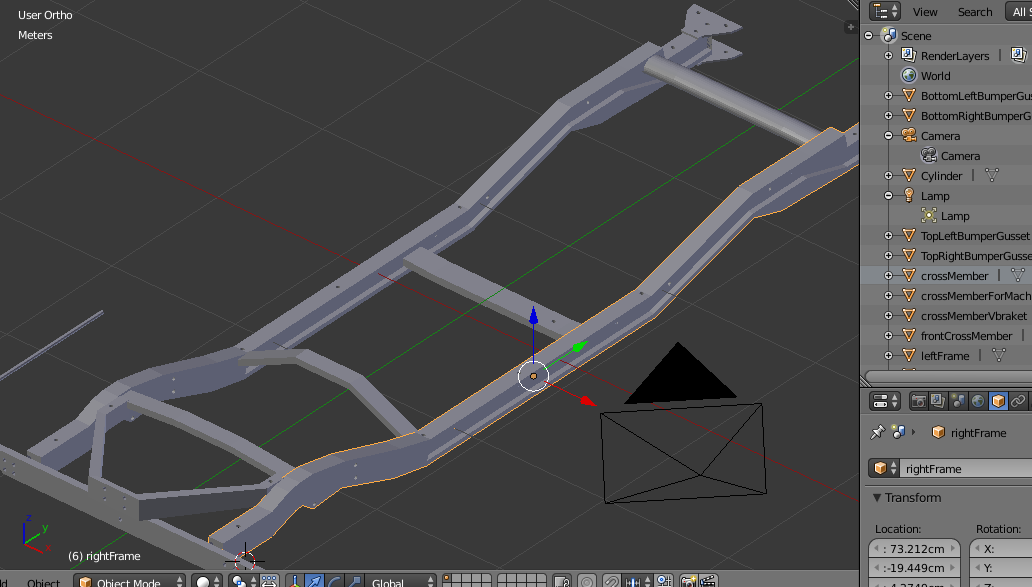 User Ortho
Meters
(6) rightFrame
z
y
x
Object
Object Mode
Global
View
Search
All
Scene
RenderLayers
World
BottomLeftBumperGus
BottomRightBumperG
Camera
Camera
Cylinder
Lamp
Lamp
TopLeftBumperGusset
TopRightBumperGusse
crossMember
crossMemberForMach
crossMemberVbraket
frontCrossMember
leftFrame
rightFrame
rightFrame
Transform
Location:
Rotation:
: 73.212cm
X:
:-19.449cm
Y: